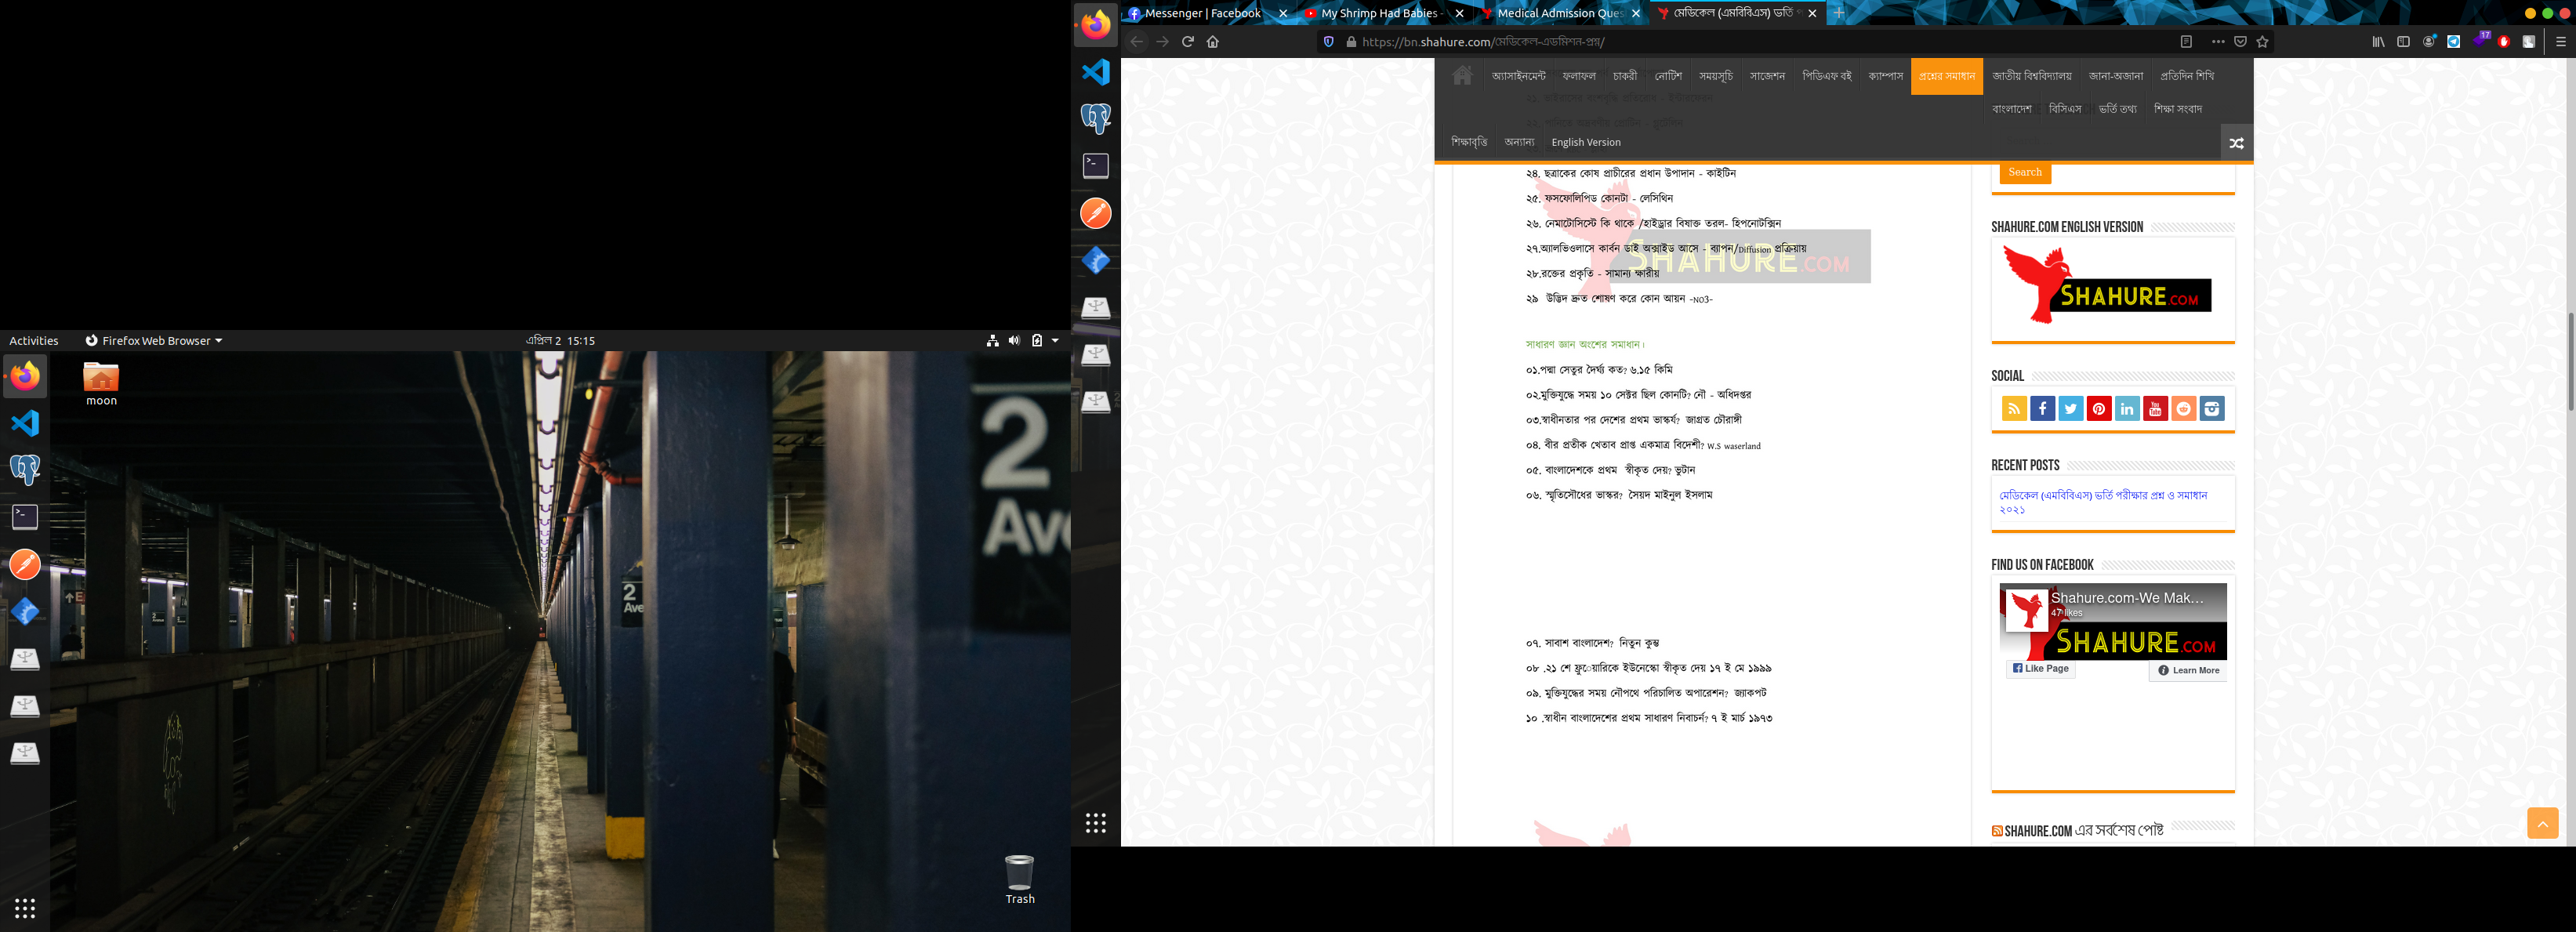 Activities
Firefox Web Browser
এপ্রিল 2 15:15
moon
2
Ave
2
Ave
Trash
Messenger | Facebook
My Shrimp Had Babies -
Medical Admission Ques
মেডিকেল (এমবিবিএস) ভর্তি প
17
https://bn.shahure.com/মেডিকেল-এডমিশন-প্রশ্ন/
অ্যাসাইনমেন্ট ফলাফল চাকরী নোটিশ সময়সূচি সাজেশন পিডিএফ বই ক্যাম্পাস প্রশ্নের সমাধান জাতীয় বিশ্ববিদ্যালয় জানা-অজানা প্রতিদিন শিখি
বাংলাদেশ বিসিএস ভর্তি তথ্য শিক্ষা সংবাদ
শিক্ষাবৃত্তি অন্যান্য English Version
২৪. ছত্রাকের কোষ প্রাচীরের প্রধান উপাদান - কাইটিন
২৫. ফসফোলিপিড কোনটা - লেসিথিন
২৬. নেমাটোসিস্টে কি থাকে /হাইড্রার বিষাক্ত তরল- হিপনোটক্সিন
২৭.অ্যালভিওলাসে কার্বন ডাই অক্সাইড আসে - ব্যাপন/Diffusion প্রক্রিয়ায়
২৮.রক্তের প্রকৃতি - সামান্য ক্ষারীয়
২৯ উদ্ভিদ দ্রুত শোষণ করে কোন আয়ন -NO3-
SHAHURE.COM
সাধারণ জ্ঞান অংশের সমাধান।
০১.পদ্মা সেতুর দৈর্ঘ্য কত? ৬.১৫ কিমি
০২.মুক্তিযুদ্ধে সময় ১০ সেক্টর ছিল কোনটি? নৌ - অধিদপ্তর
০৩.স্বাধীনতার পর দেশের প্রথম ভাস্কর্য? জাগ্রত চৌরাঙ্গী
০৪. বীর প্রতীক খেতাব প্রাপ্ত একমাত্র বিদেশী? W.S waserland
০৫. বাংলাদেশকে প্রথম স্বীকৃত দেয়? ভুটান
০৬. স্মৃতিসৌধের ভাস্কর? সৈয়দ মাইনুল ইসলাম
০৭. সাবাশ বাংলাদেশ? নিতুন কুন্ডু
০৮ .২১ শে ফ্রুেয়ারিকে ইউনেস্কো স্বীকৃত দেয় ১৭ ই মে ১৯৯৯
০৯. মুক্তিযুদ্ধের সময় নৌপথে পরিচালিত অপারেশন? জ্যাকপট
১০ .স্বাধীন বাংলাদেশের প্রথম সাধারণ নিবাচর্ন? ৭ ই মার্চ ১৯৭৩
Search
SHAHURE.COM ENGLISH VERSION
SHAHURE.COM
SOCIAL
RECENT POSTS
মেডিকেল (এমবিবিএস) ভর্তি পরীক্ষার প্রশ্ন ও সমাধান
২০২১
FIND US ON FACEBOOK
Shahure.com-We Mak...
47 likes
SHAHURE.COM
Like Page
Learn More
SHAHURE.COM এর সর্বশেষ পোষ্ট